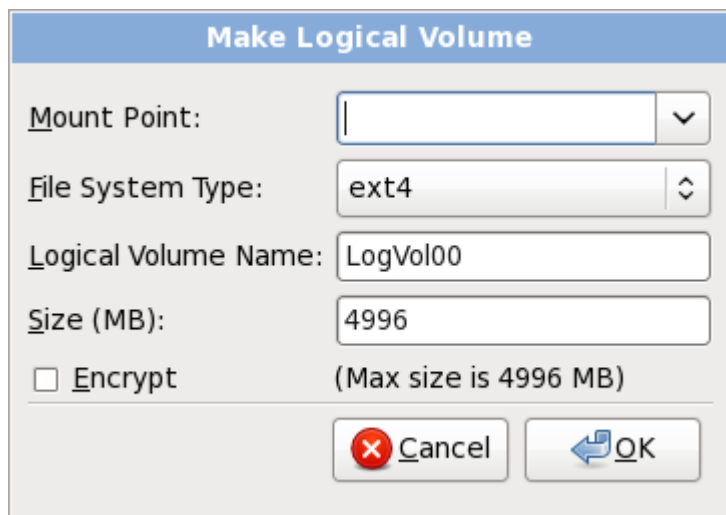 Make Logical Volume
Mount Point:
File System Type: ext4
Logical Volume Name: LogVol00
Size (MB): 4996
Encrypt (Max size is 4996 MB)
Cancel OK